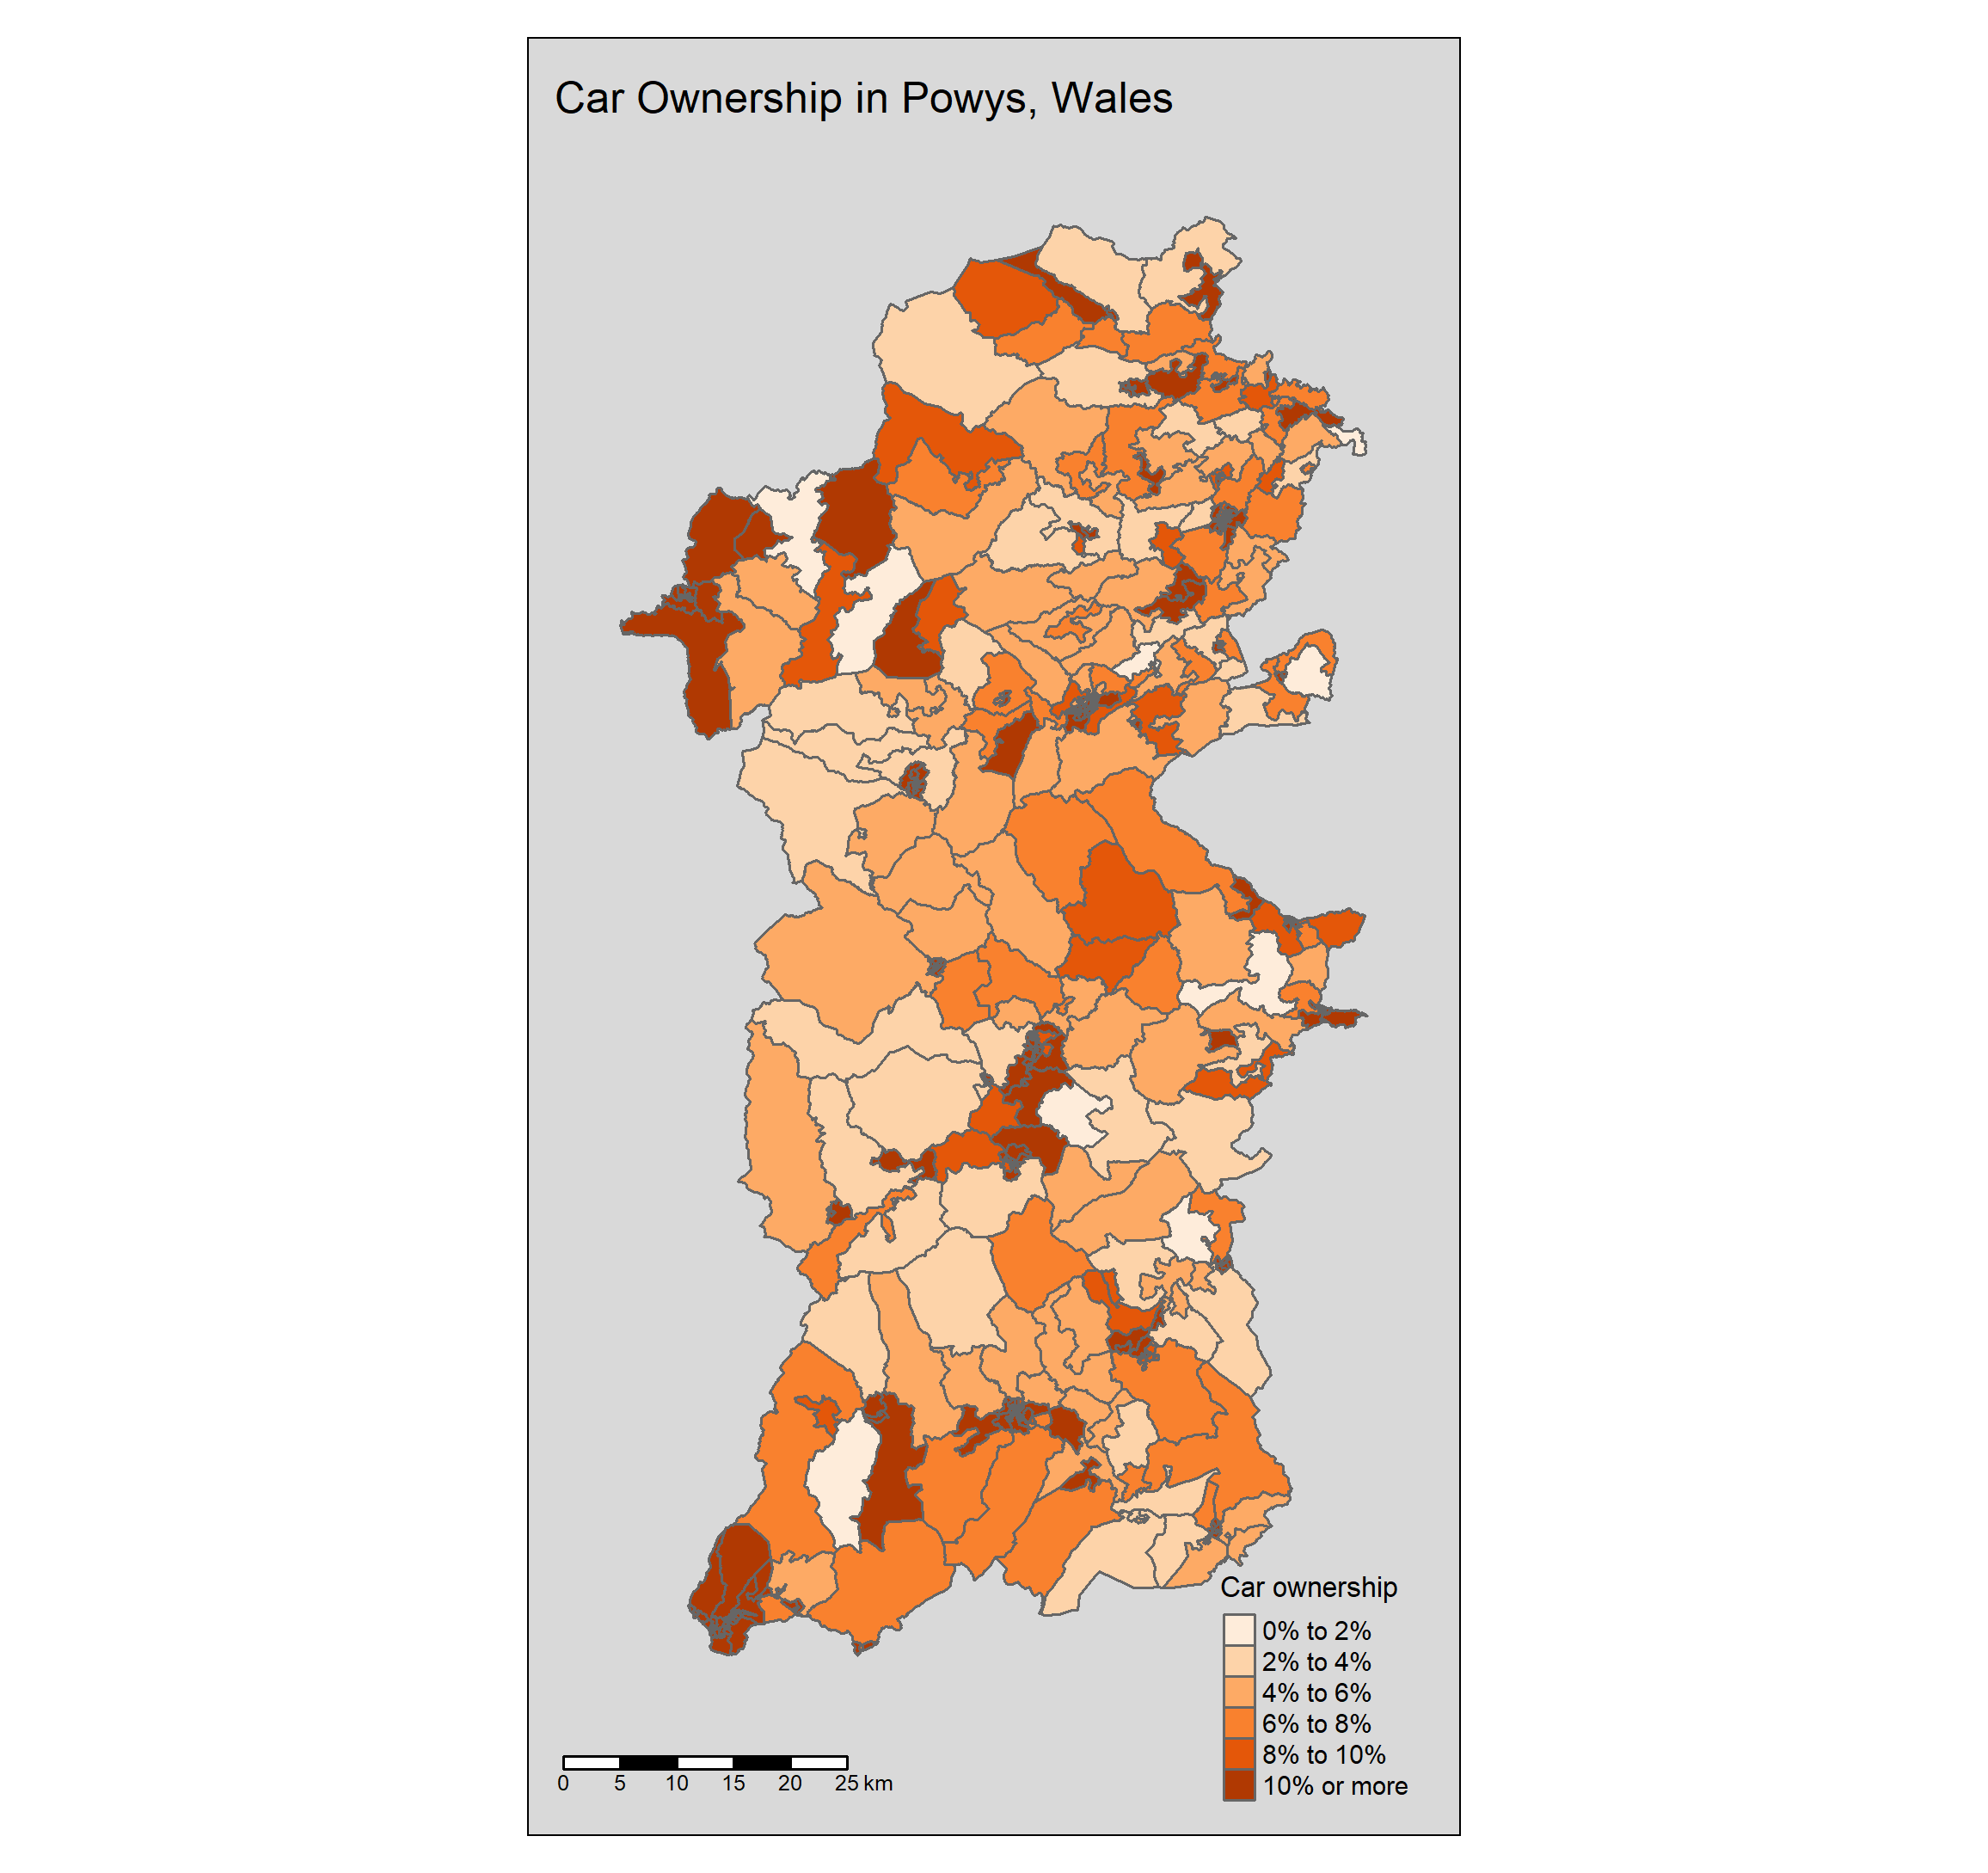 Car Ownership in Powys, Wales
Car ownership
0% to 2%
2% to 4%
4% to 6%
6% to 8%
8% to 10%
10% or more
0 5 10 15 20 25 km